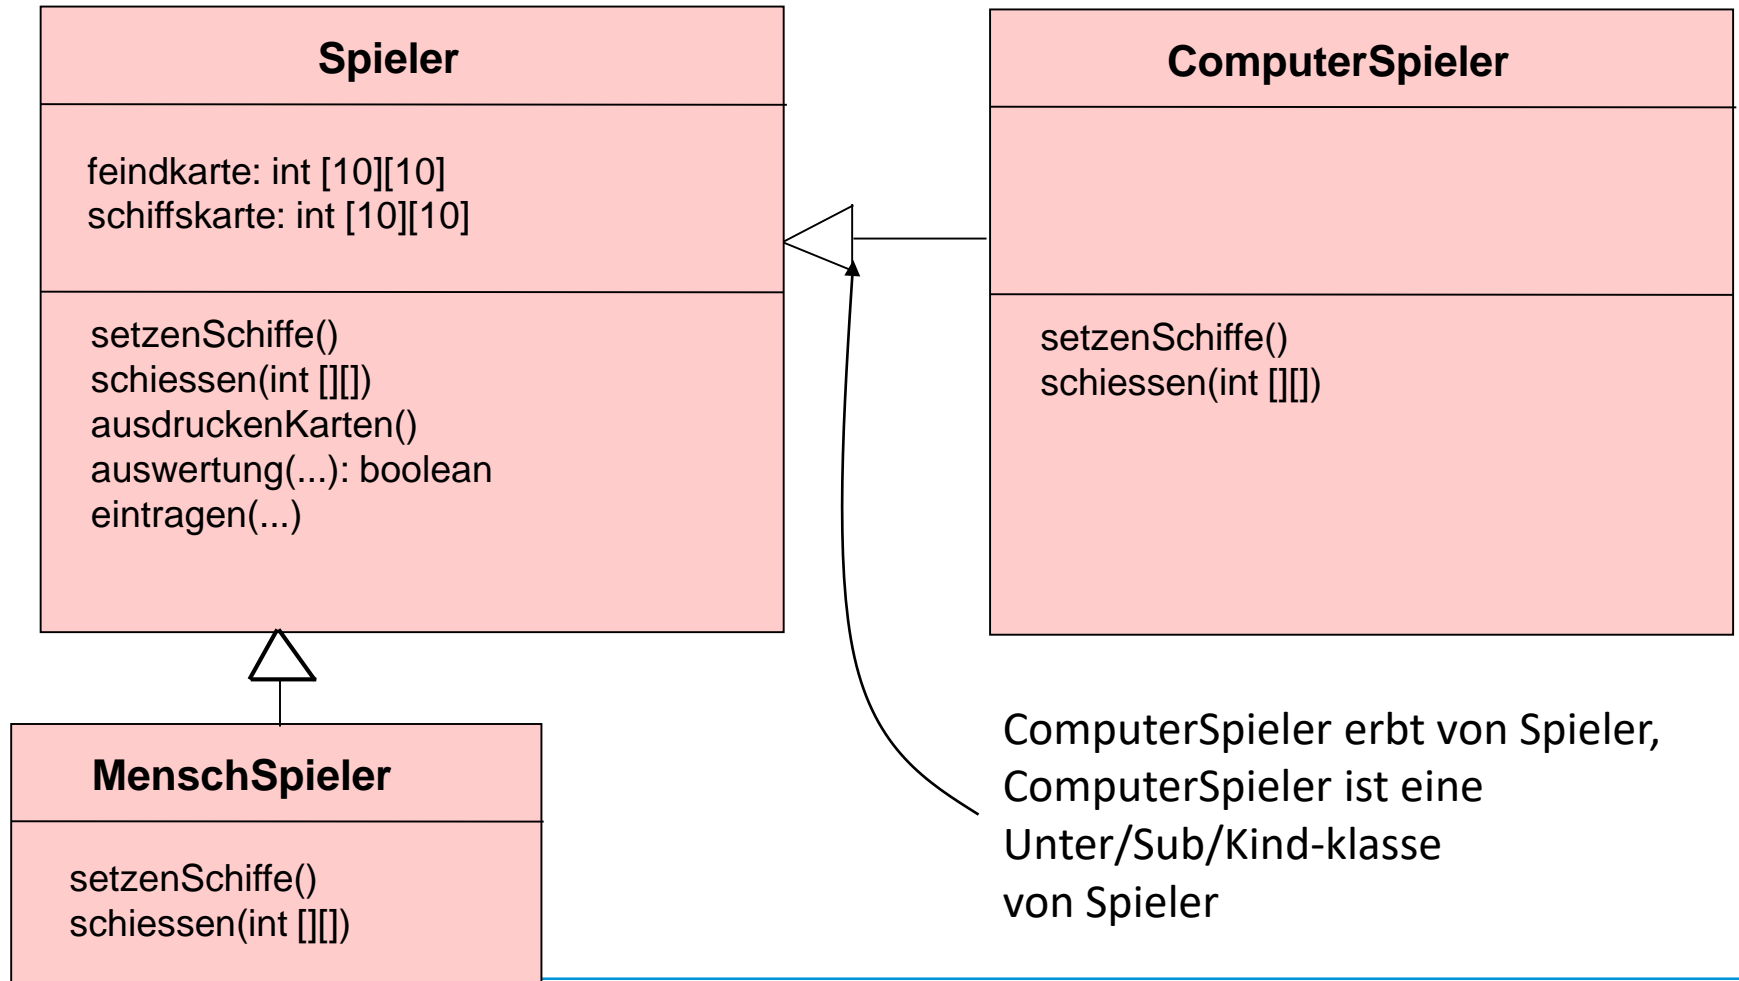 Spieler
feindkarte: int [10][10]
schiffskarte: int [10][10]
setzenSchiffe()
schiessen(int [][])
ausdruckenKarten()
auswertung(...): boolean
eintragen(...)
ComputerSpieler
setzenSchiffe()
schiessen(int [][])
MenschSpieler
setzenSchiffe()
schiessen(int [][])
ComputerSpieler erbt von Spieler,
ComputerSpieler ist eine
Unter/Sub/Kind-klasse
von Spieler